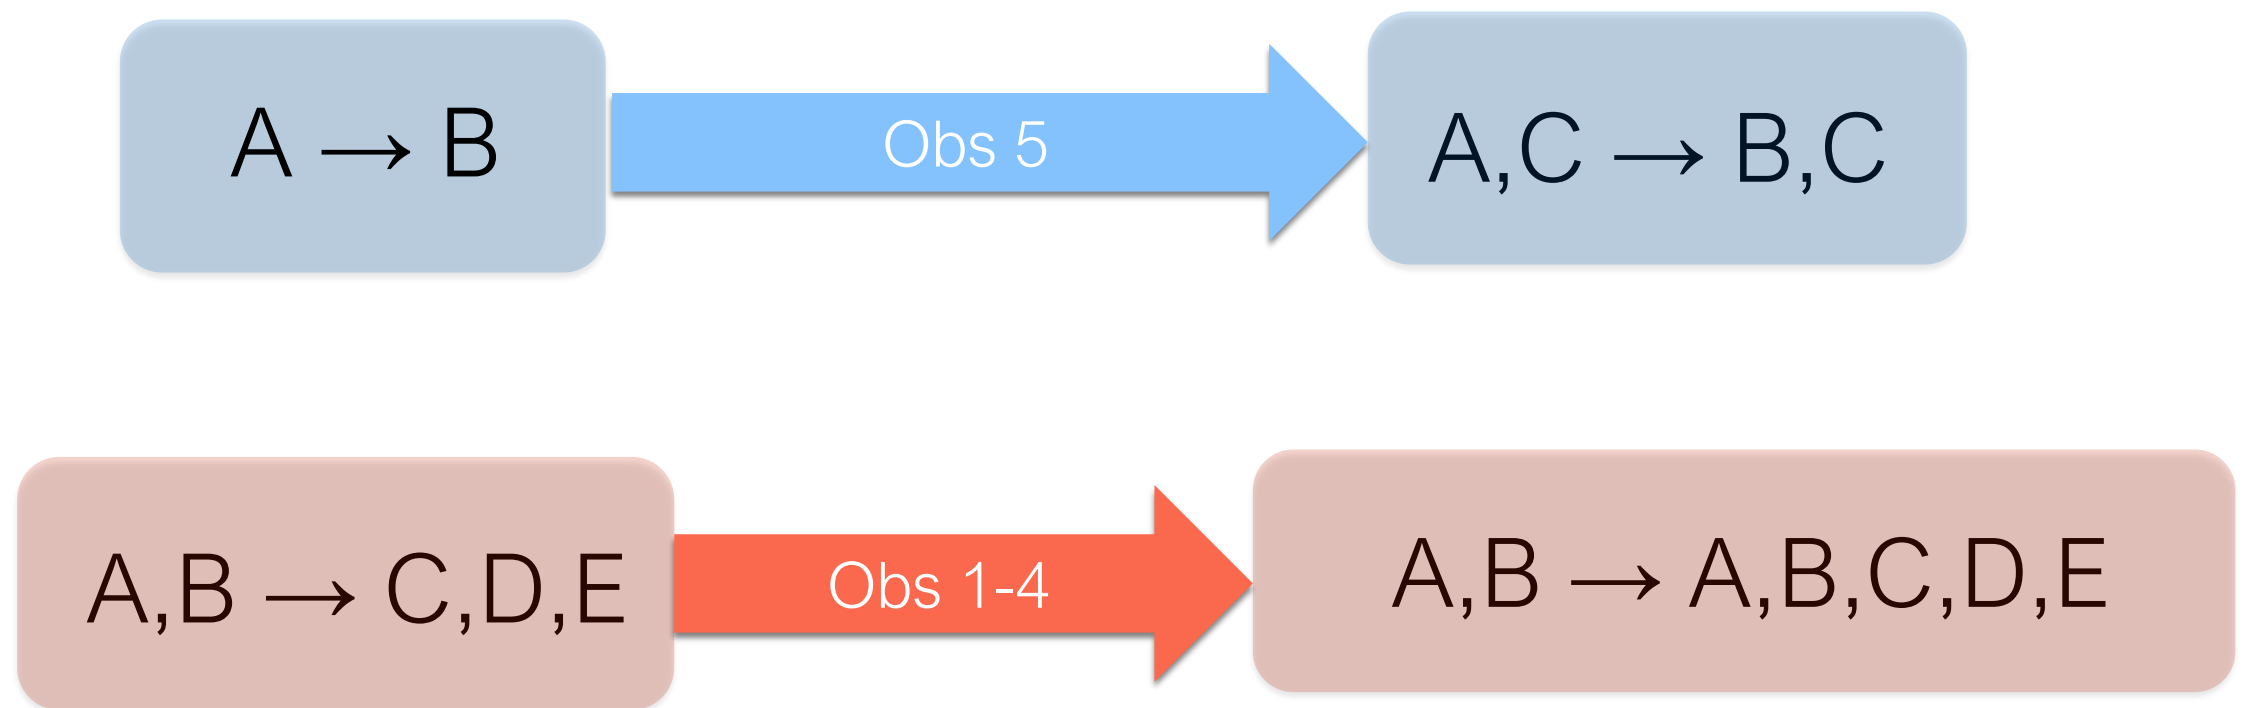 A → B
Obs 5
A,C → B,C
A,B → C,D,E
Obs 1-4
A,B → A,B,C,D,E